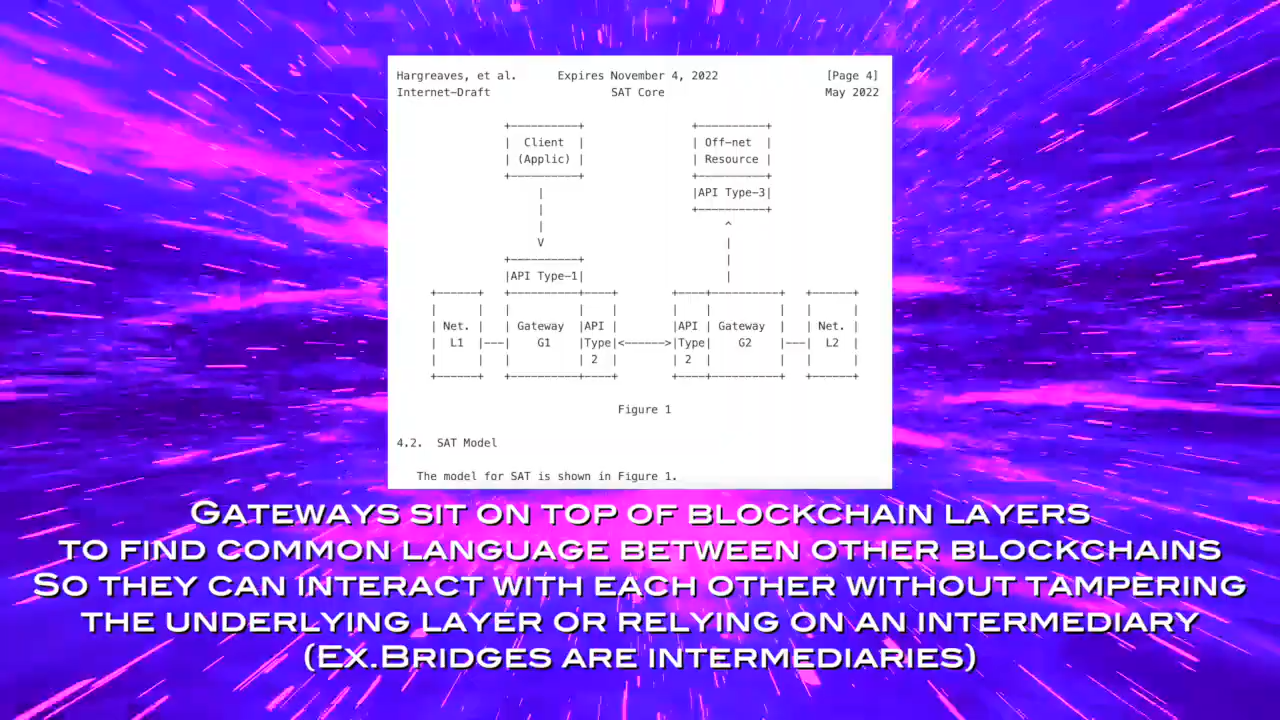 Hargreaves, et al.      Expires November 4, 2022                [Page 4]
Internet-Draft                  SAT Core                        May 2022
                +----------+                +----------+
                |  Client  |                | Off-net  |
                | (Applic) |                | Resource |
                +----------+                +----------+
                     |                      |API Type-3|
                     |                      +----------+
                     |                           ^
                     V                           |
                +----------+                     |
                |API Type-1|                     |
     +------+   +----------+----+        +----+----------+   +------+
     |      |   |          |    |        |    |          |   |      |
     | Net. |   | Gateway  |API |        |API | Gateway  |   | Net. |
     |  L1  |---|    G1    |Type|<------>|Type|    G2    |---|  L2  |
     |      |   |          | 2  |        | 2  |          |   |      |
     +------+   +----------+----+        +----+----------+   +------+
Figure 1
4.2.  SAT Model
The model for SAT is shown in Figure 1.
Gateways sit on top of blockchain layers
to find common language between other blockchains
So they can interact with each other without tampering
the underlying layer or relying on an intermediary
(Ex.Bridges are intermediaries)